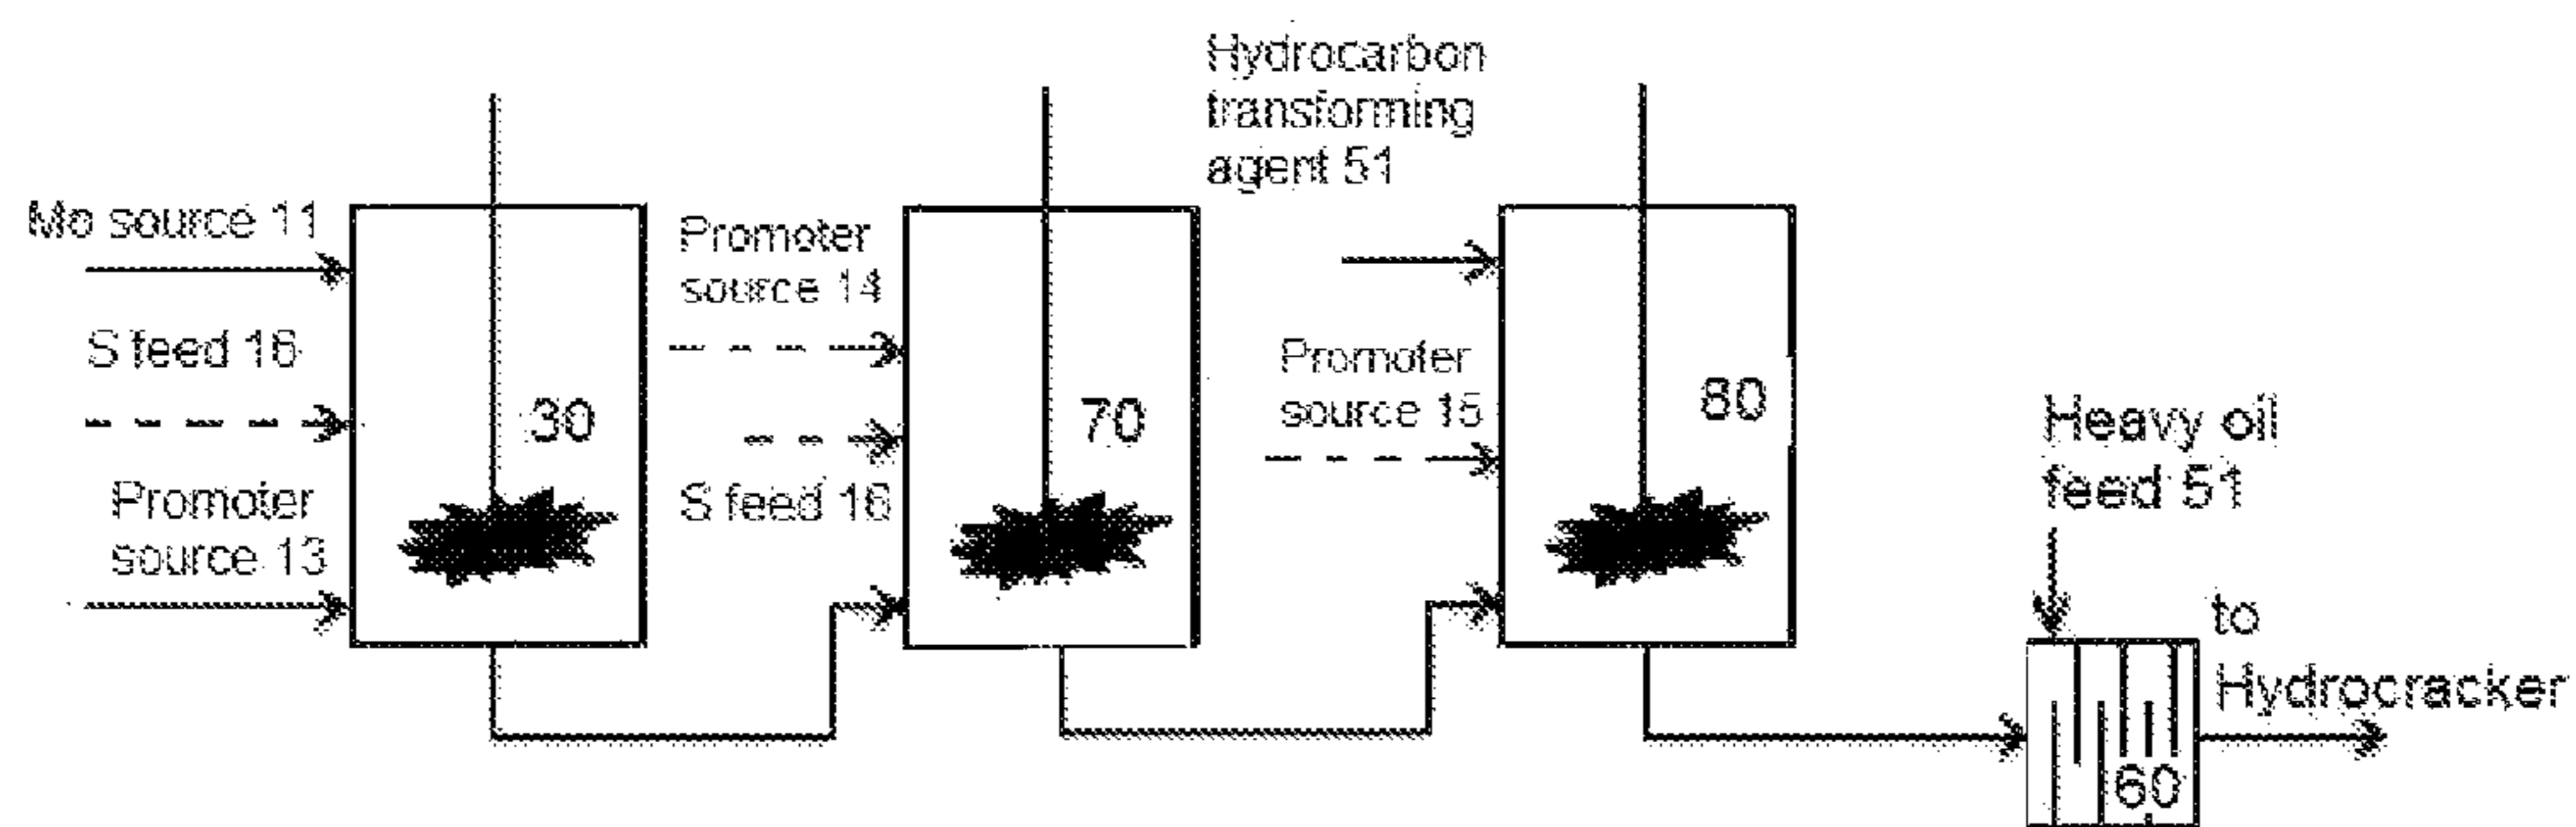 Mo source 11
S feed 16
Promoter
source 13
30
Promoter
source 14
S feed 16
70
Hydrocarbon
transforming
agent 51
Promoter
source 15
80
Heavy oil
feed 51
60
to
Hydrocracker